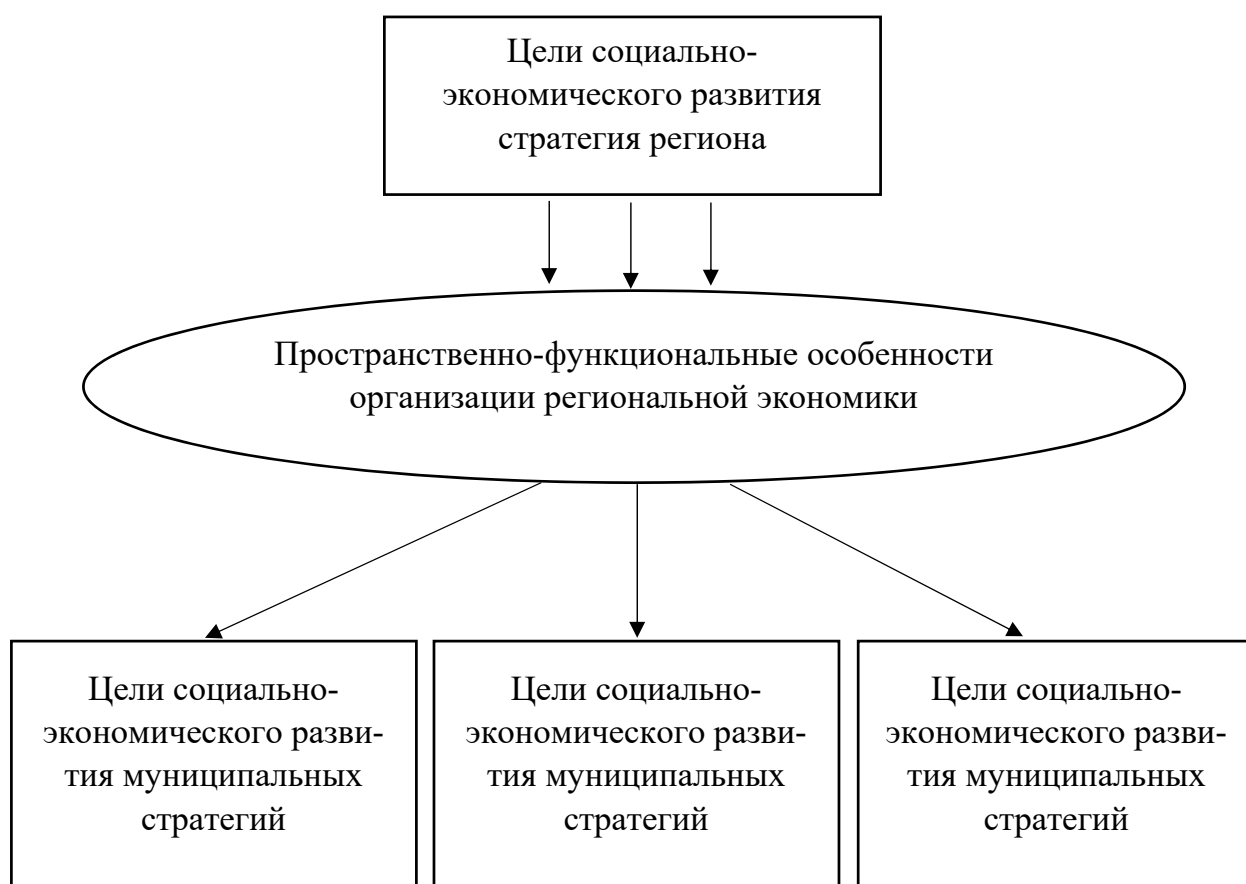 Цели социально-
экономического развития
стратегия региона
Пространственно-функциональные особенности
организации региональной экономики
Цели социально-
экономического разви-
тия муниципальных
стратегий
Цели социально-
экономического разви-
тия муниципальных
стратегий
Цели социально-
экономического разви-
тия муниципальных
стратегий